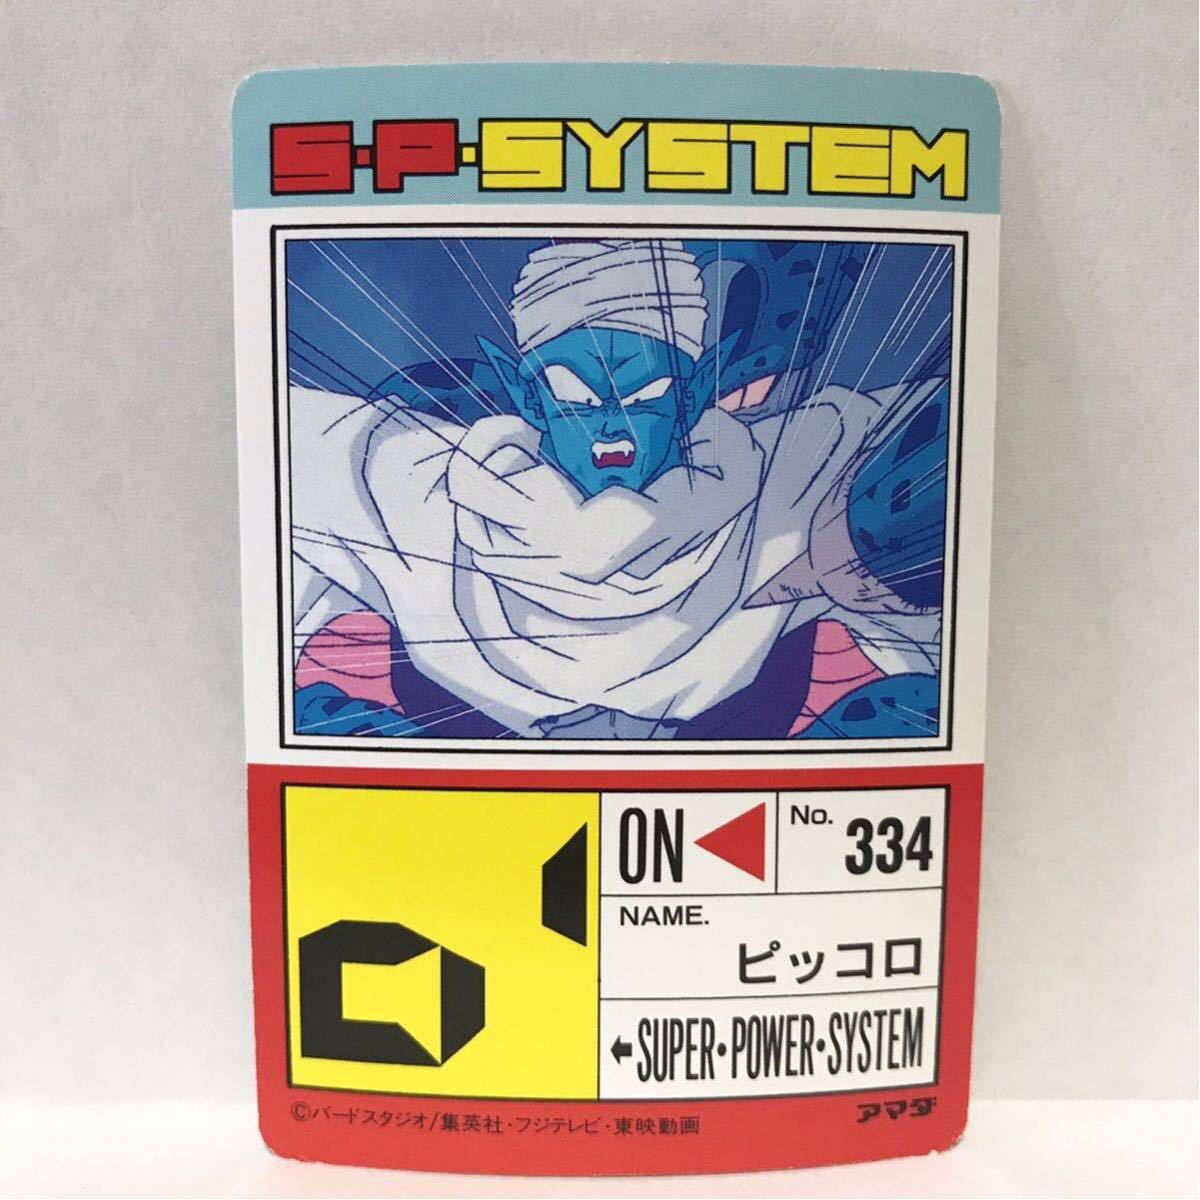 S・P・SYSTEM
ON
No. 334
NAME.
ピッコロ
←SUPER・POWER・SYSTEM
©バードスタジオ/集英社・フジテレビ・東映動画
アマダ